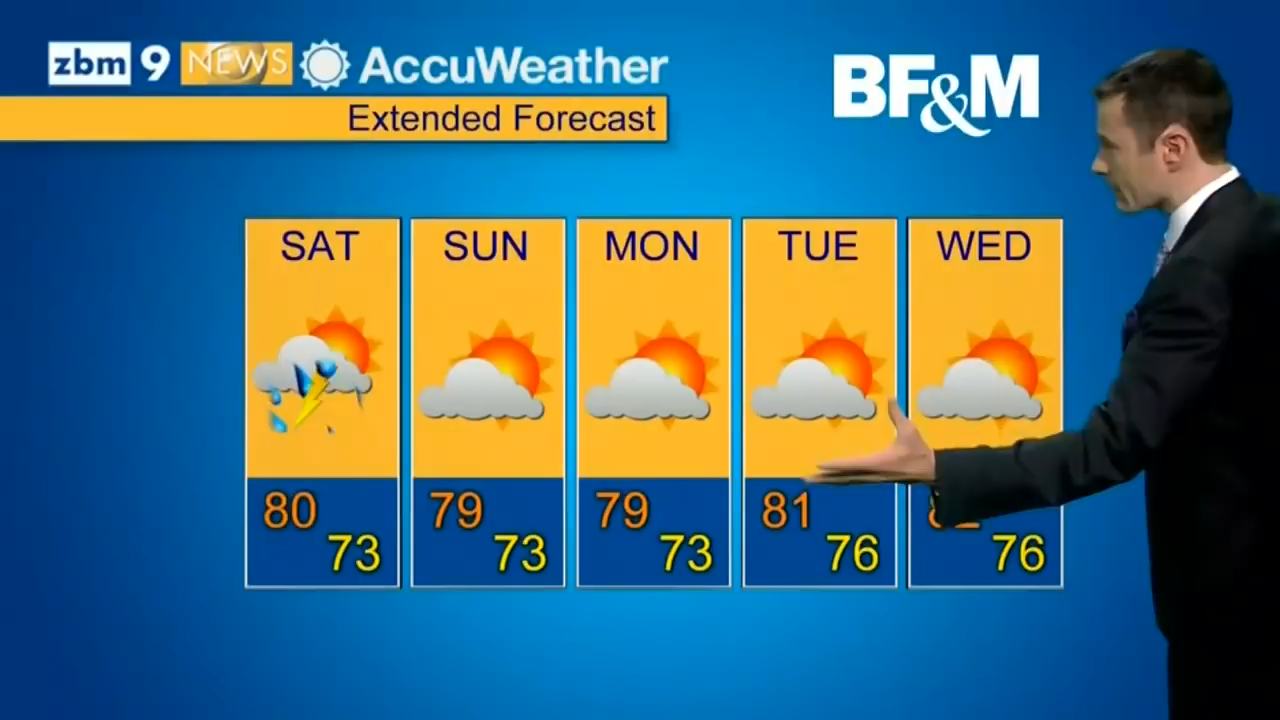 zbm 9 NEWS AccuWeather
Extended Forecast
BF&M
SAT SUN MON TUE WED
80 79 79 81
73 73 73 76 76